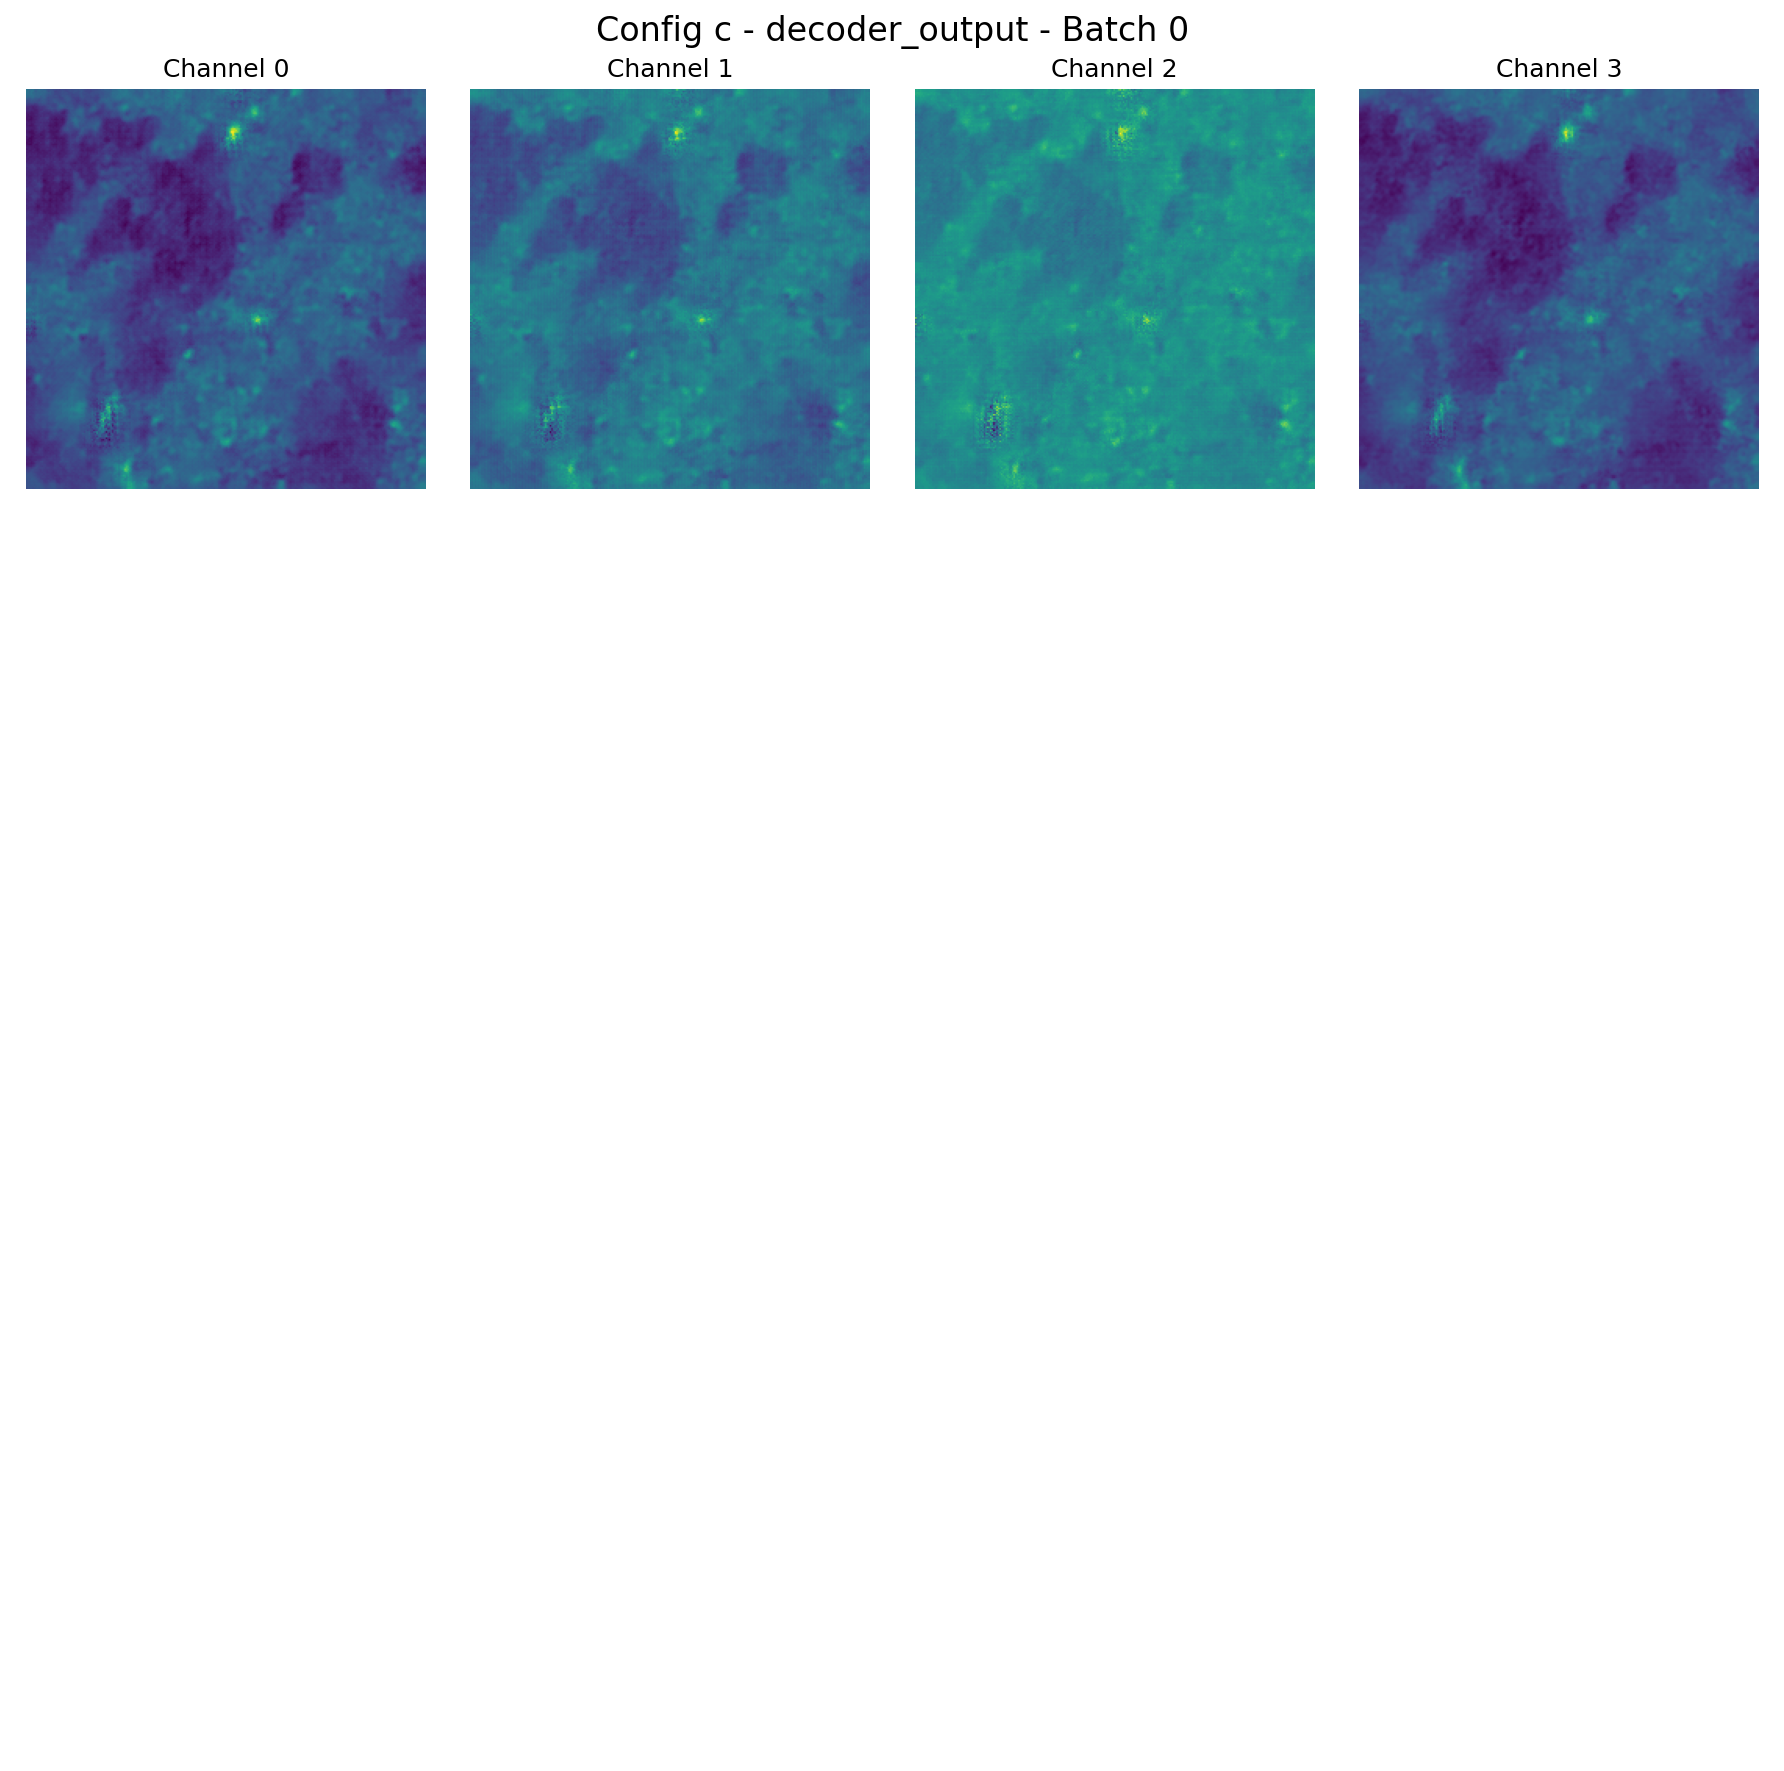 Config c - decoder_output - Batch 0
Channel 0
Channel 1
Channel 2
Channel 3